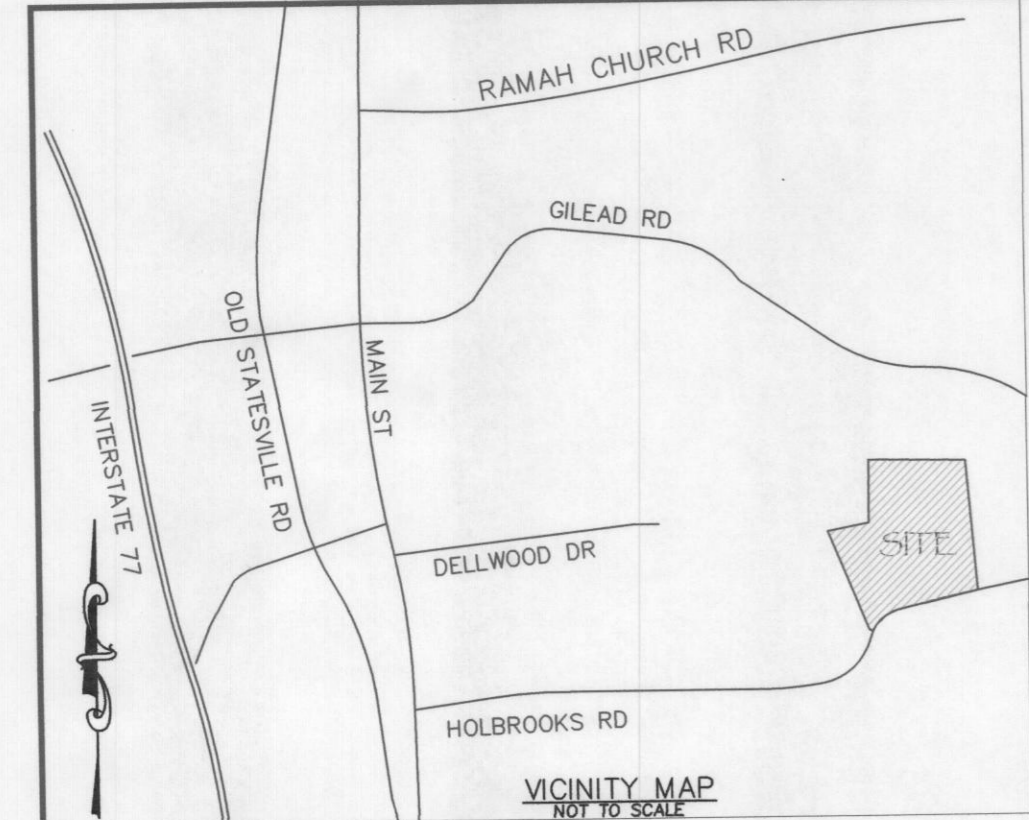 RAMAH CHURCH RD
GILEAD RD
OLD STATESVILLE RD
MAIN ST
INTERSTATE 77
SITE
DELLWOOD DR
HOLBROOKS RD
VICINITY MAP
NOT TO SCALE